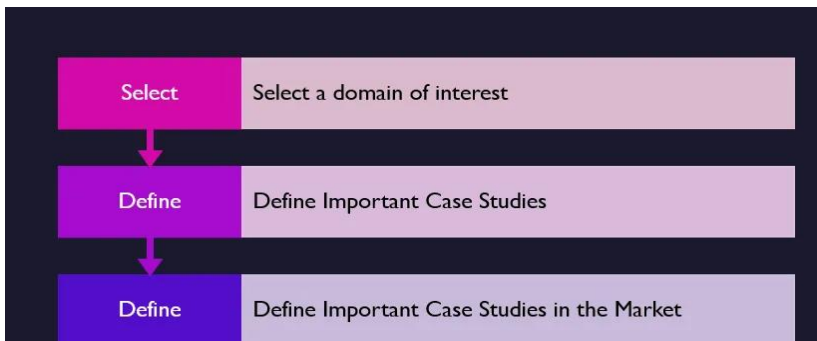 Select
Select a domain of interest
Define
Define Important Case Studies
Define
Define Important Case Studies in the Market